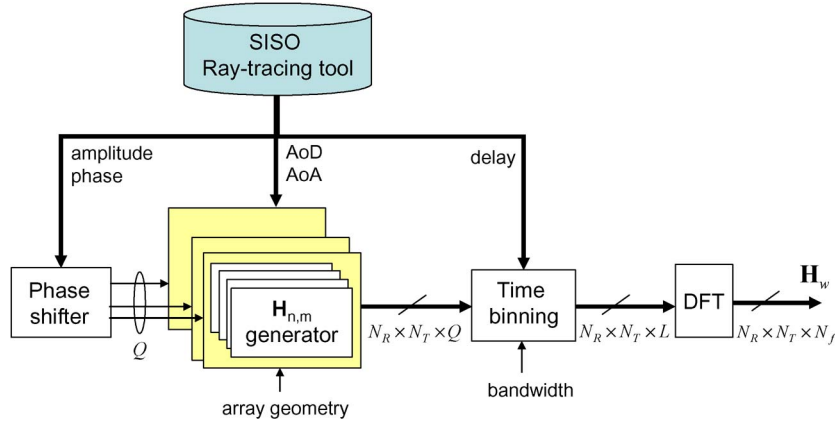 SISO
Ray-tracing tool
amplitude
phase
AoD
AoA
delay
Phase
shifter
Q
H_{n,m}
generator
N_R × N_T × Q
Time
binning
N_R × N_T × L
DFT
H_w
N_R × N_T × N_f
array geometry
bandwidth